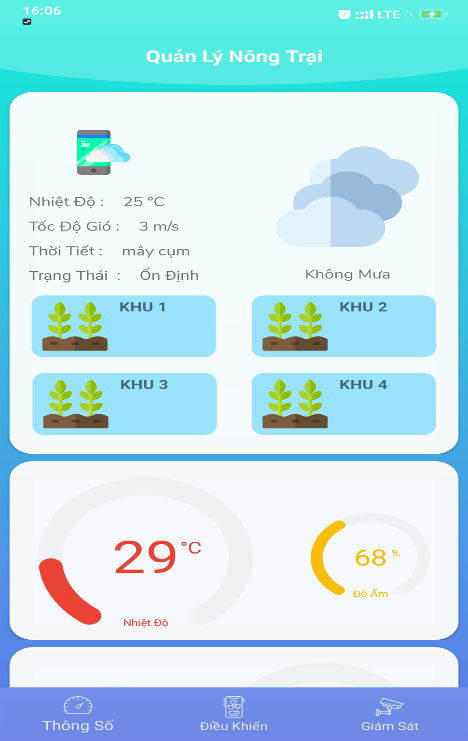 16:06
LTE
Quản Lý Nông Trại
Nhiệt Độ : 25 °C
Tốc Độ Gió : 3 m/s
Thời Tiết : mây cụm
Trạng Thái : Ổn Định
Không Mưa
KHU 1
KHU 2
KHU 3
KHU 4
29 °C
Nhiệt Độ
68 %
Độ Ẩm
Thông Số
Điều Khiển
Giám Sát